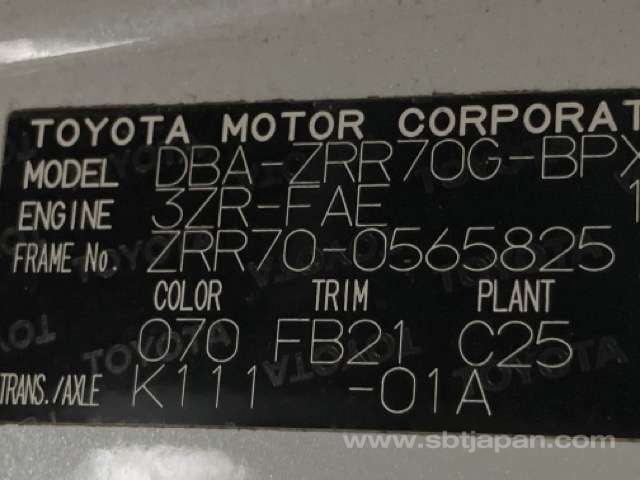 TOYOTA MOTOR CORPORAT
MODEL DBA-ZRR70G-BPX
ENGINE 3ZR-FAE 1
FRAME No. ZRR70-0565825
COLOR TRIM PLANT
070 FB21 C25
TRANS./AXLE K111 -01A
www.sbtjapan.com